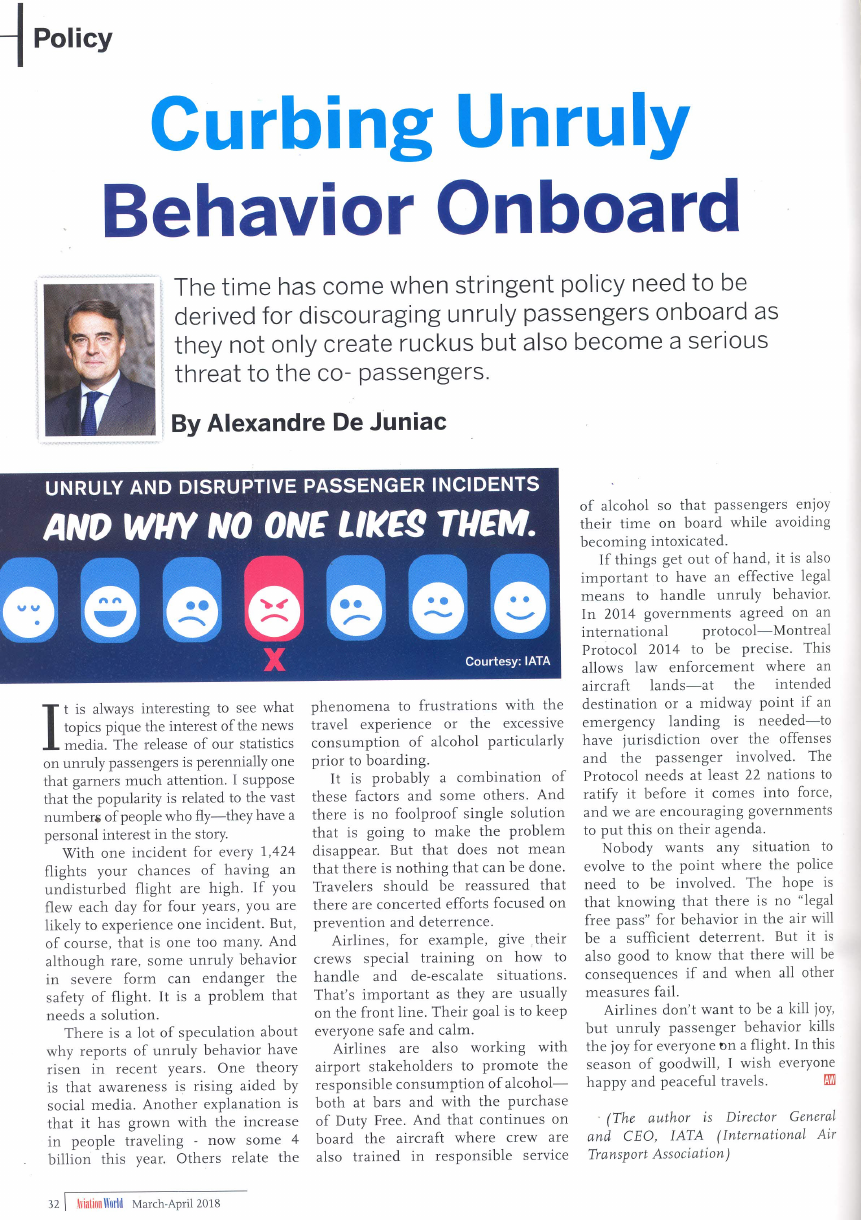 Policy
Curbing Unruly
Behavior Onboard
The time has come when stringent policy need to be
derived for discouraging unruly passengers onboard as
they not only create ruckus but also become a serious
threat to the co- passengers.
By Alexandre De Juniac
UNRULY AND DISRUPTIVE PASSENGER INCIDENTS
AND WHY NO ONE LIKES THEM.
X
Courtesy: IATA
It is always interesting to see what
topics pique the interest of the news
media. The release of our statistics
on unruly passengers is perennially one
that garners much attention. I suppose
that the popularity is related to the vast
numbers of people who fly—they have a
personal interest in the story.
With one incident for every 1,424
flights your chances of having an
undisturbed flight are high. If you
flew each day for four years, you are
likely to experience one incident. But,
of course, that is one too many. And
although rare, some unruly behavior
in severe form can endanger the
safety of flight. It is a problem that
needs a solution.
There is a lot of speculation about
why reports of unruly behavior have
risen in recent years. One theory
is that awareness is rising aided by
social media. Another explanation is
that it has grown with the increase
in people traveling - now some 4
billion this year. Others relate the
phenomena to frustrations with the
travel experience or the excessive
consumption of alcohol particularly
prior to boarding.
It is probably a combination of
these factors and some others. And
there is no foolproof single solution
that is going to make the problem
disappear. But that does not mean
that there is nothing that can be done.
Travelers should be reassured that
there are concerted efforts focused on
prevention and deterrence.
Airlines, for example, give their
crews special training on how to
handle and de-escalate situations.
That's important as they are usually
on the front line. Their goal is to keep
everyone safe and calm.
Airlines are also working with
airport stakeholders to promote the
responsible consumption of alcohol—
both at bars and with the purchase
of Duty Free. And that continues on
board the aircraft where crew are
also trained in responsible service
of alcohol so that passengers enjoy
their time on board while avoiding
becoming intoxicated.
If things get out of hand, it is also
important to have an effective legal
means to handle unruly behavior.
In 2014 governments agreed on an
international protocol—Montreal
Protocol 2014 to be precise. This
allows law enforcement where an
aircraft lands—at the intended
destination or a midway point if an
emergency landing is needed—to
have jurisdiction over the offenses
and the passenger involved. The
Protocol needs at least 22 nations to
ratify it before it comes into force,
and we are encouraging governments
to put this on their agenda.
Nobody wants any situation to
evolve to the point where the police
need to be involved. The hope is
that knowing that there is no "legal
free pass" for behavior in the air will
be a sufficient deterrent. But it is
also good to know that there will be
consequences if and when all other
measures fail.
Airlines don't want to be a kill joy,
but unruly passenger behavior kills
the joy for everyone on a flight. In this
season of goodwill, I wish everyone
happy and peaceful travels. AW
(The author is Director General
and CEO, IATA (International Air
Transport Association)
32 Aviation World March-April 2018